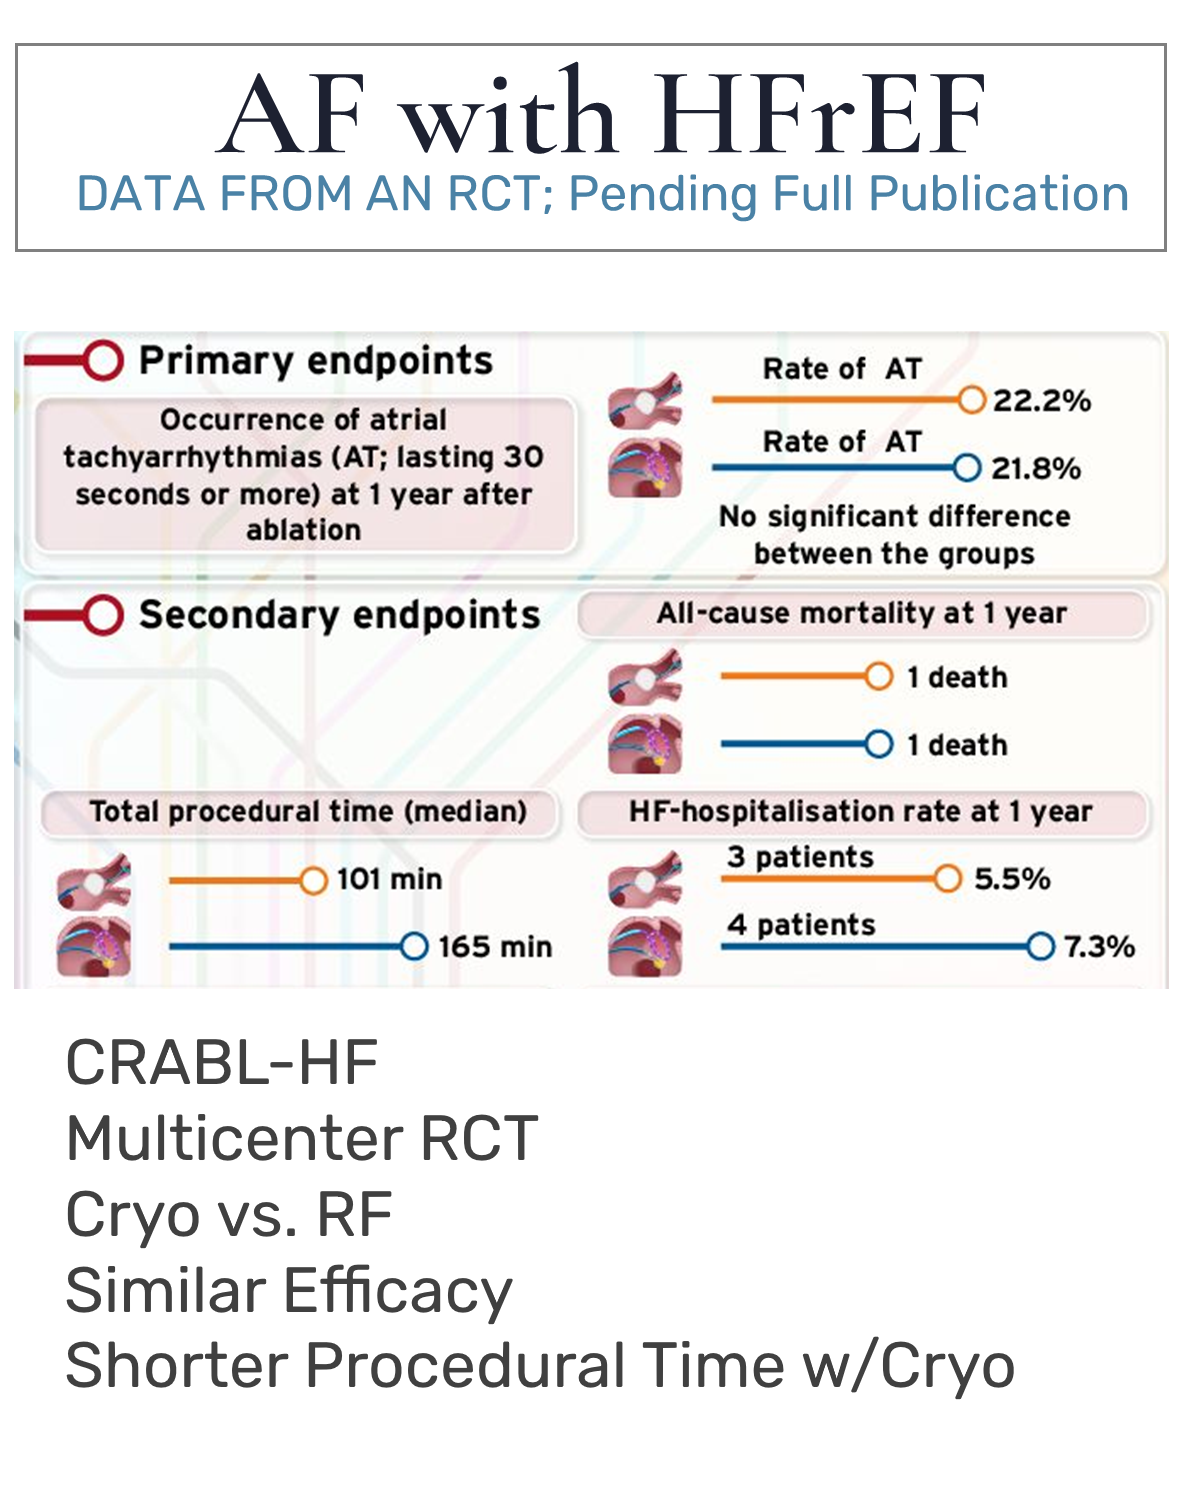 AF with HFrEF
DATA FROM AN RCT; Pending Full Publication
Primary endpoints
Occurrence of atrial
tachyarrhythmias (AT; lasting 30
seconds or more) at 1 year after
ablation
Rate of AT
22.2%
Rate of AT
21.8%
No significant difference
between the groups
Secondary endpoints
All-cause mortality at 1 year
1 death
1 death
Total procedural time (median)
101 min
165 min
HF-hospitalisation rate at 1 year
3 patients
5.5%
4 patients
7.3%
CRABL-HF
Multicenter RCT
Cryo vs. RF
Similar Efficacy
Shorter Procedural Time w/Cryo